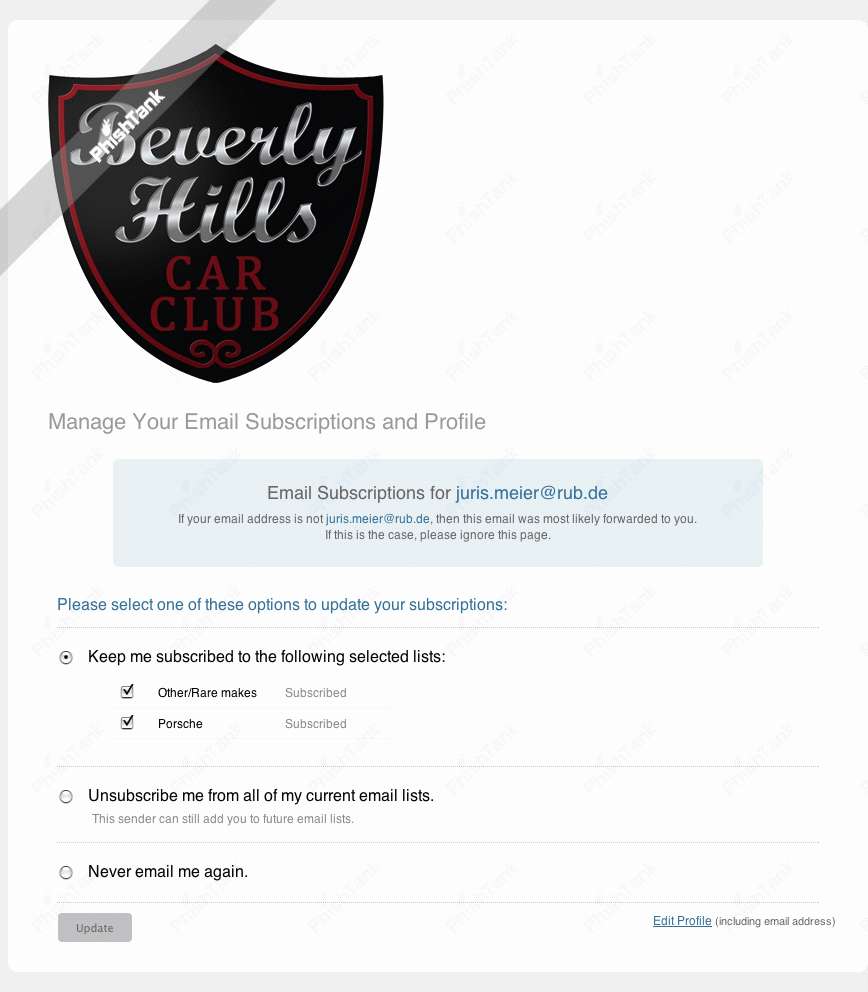 PhishTank
Beverly
Hills
CAR
CLUB
Manage Your Email Subscriptions and Profile
Email Subscriptions for juris.meier@rub.de
If your email address is not juris.meier@rub.de, then this email was most likely forwarded to you.
If this is the case, please ignore this page.
Please select one of these options to update your subscriptions:
Keep me subscribed to the following selected lists:
Other/Rare makes Subscribed
Porsche Subscribed
Unsubscribe me from all of my current email lists.
This sender can still add you to future email lists.
Never email me again.
Update
Edit Profile (including email address)